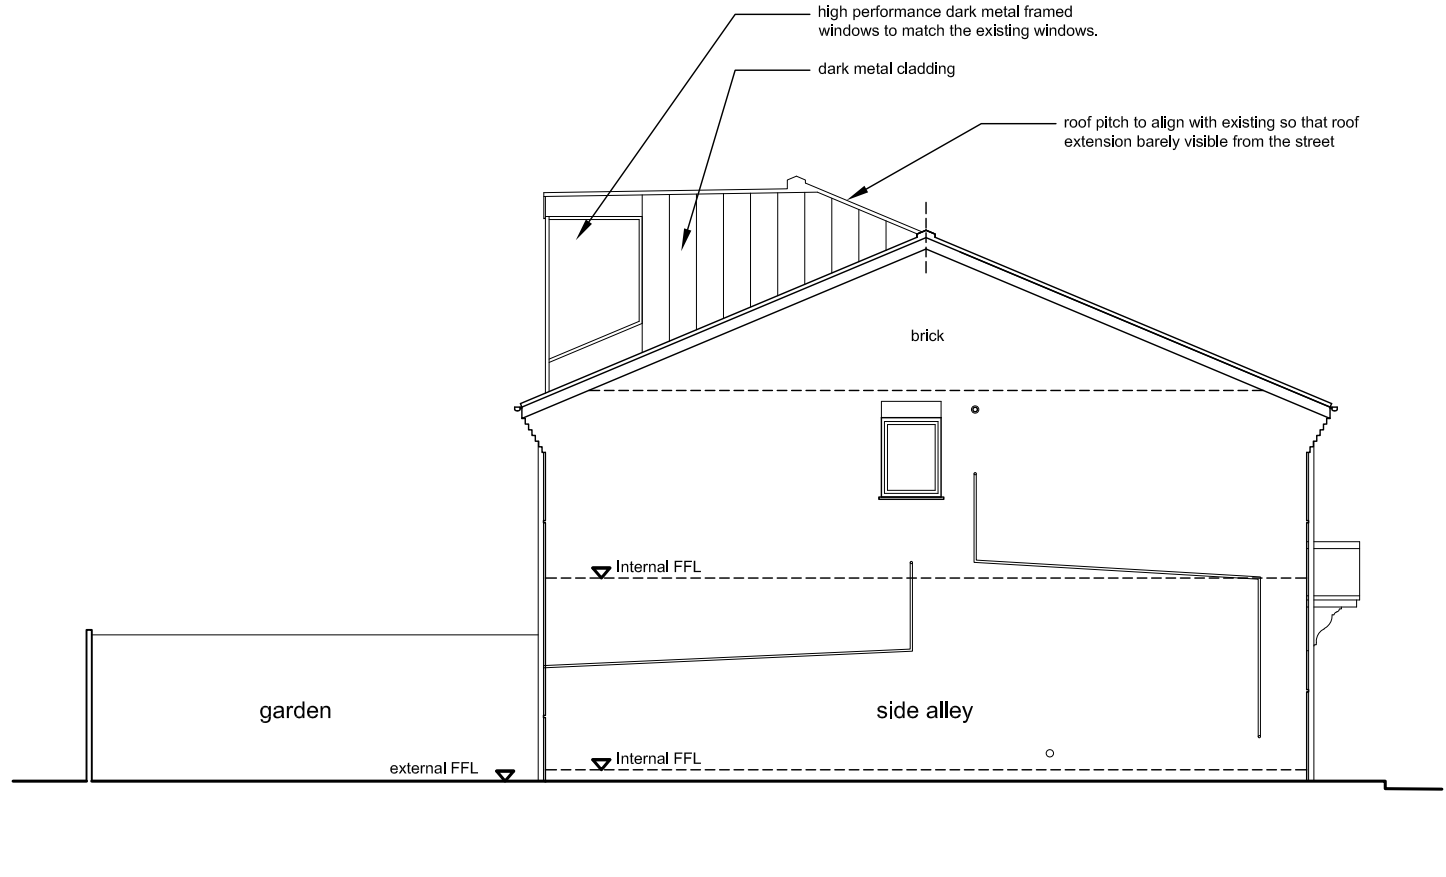 high performance dark metal framed
windows to match the existing windows.
dark metal cladding
roof pitch to align with existing so that roof
extension barely visible from the street
brick
Internal FFL
garden
side alley
external FFL
Internal FFL